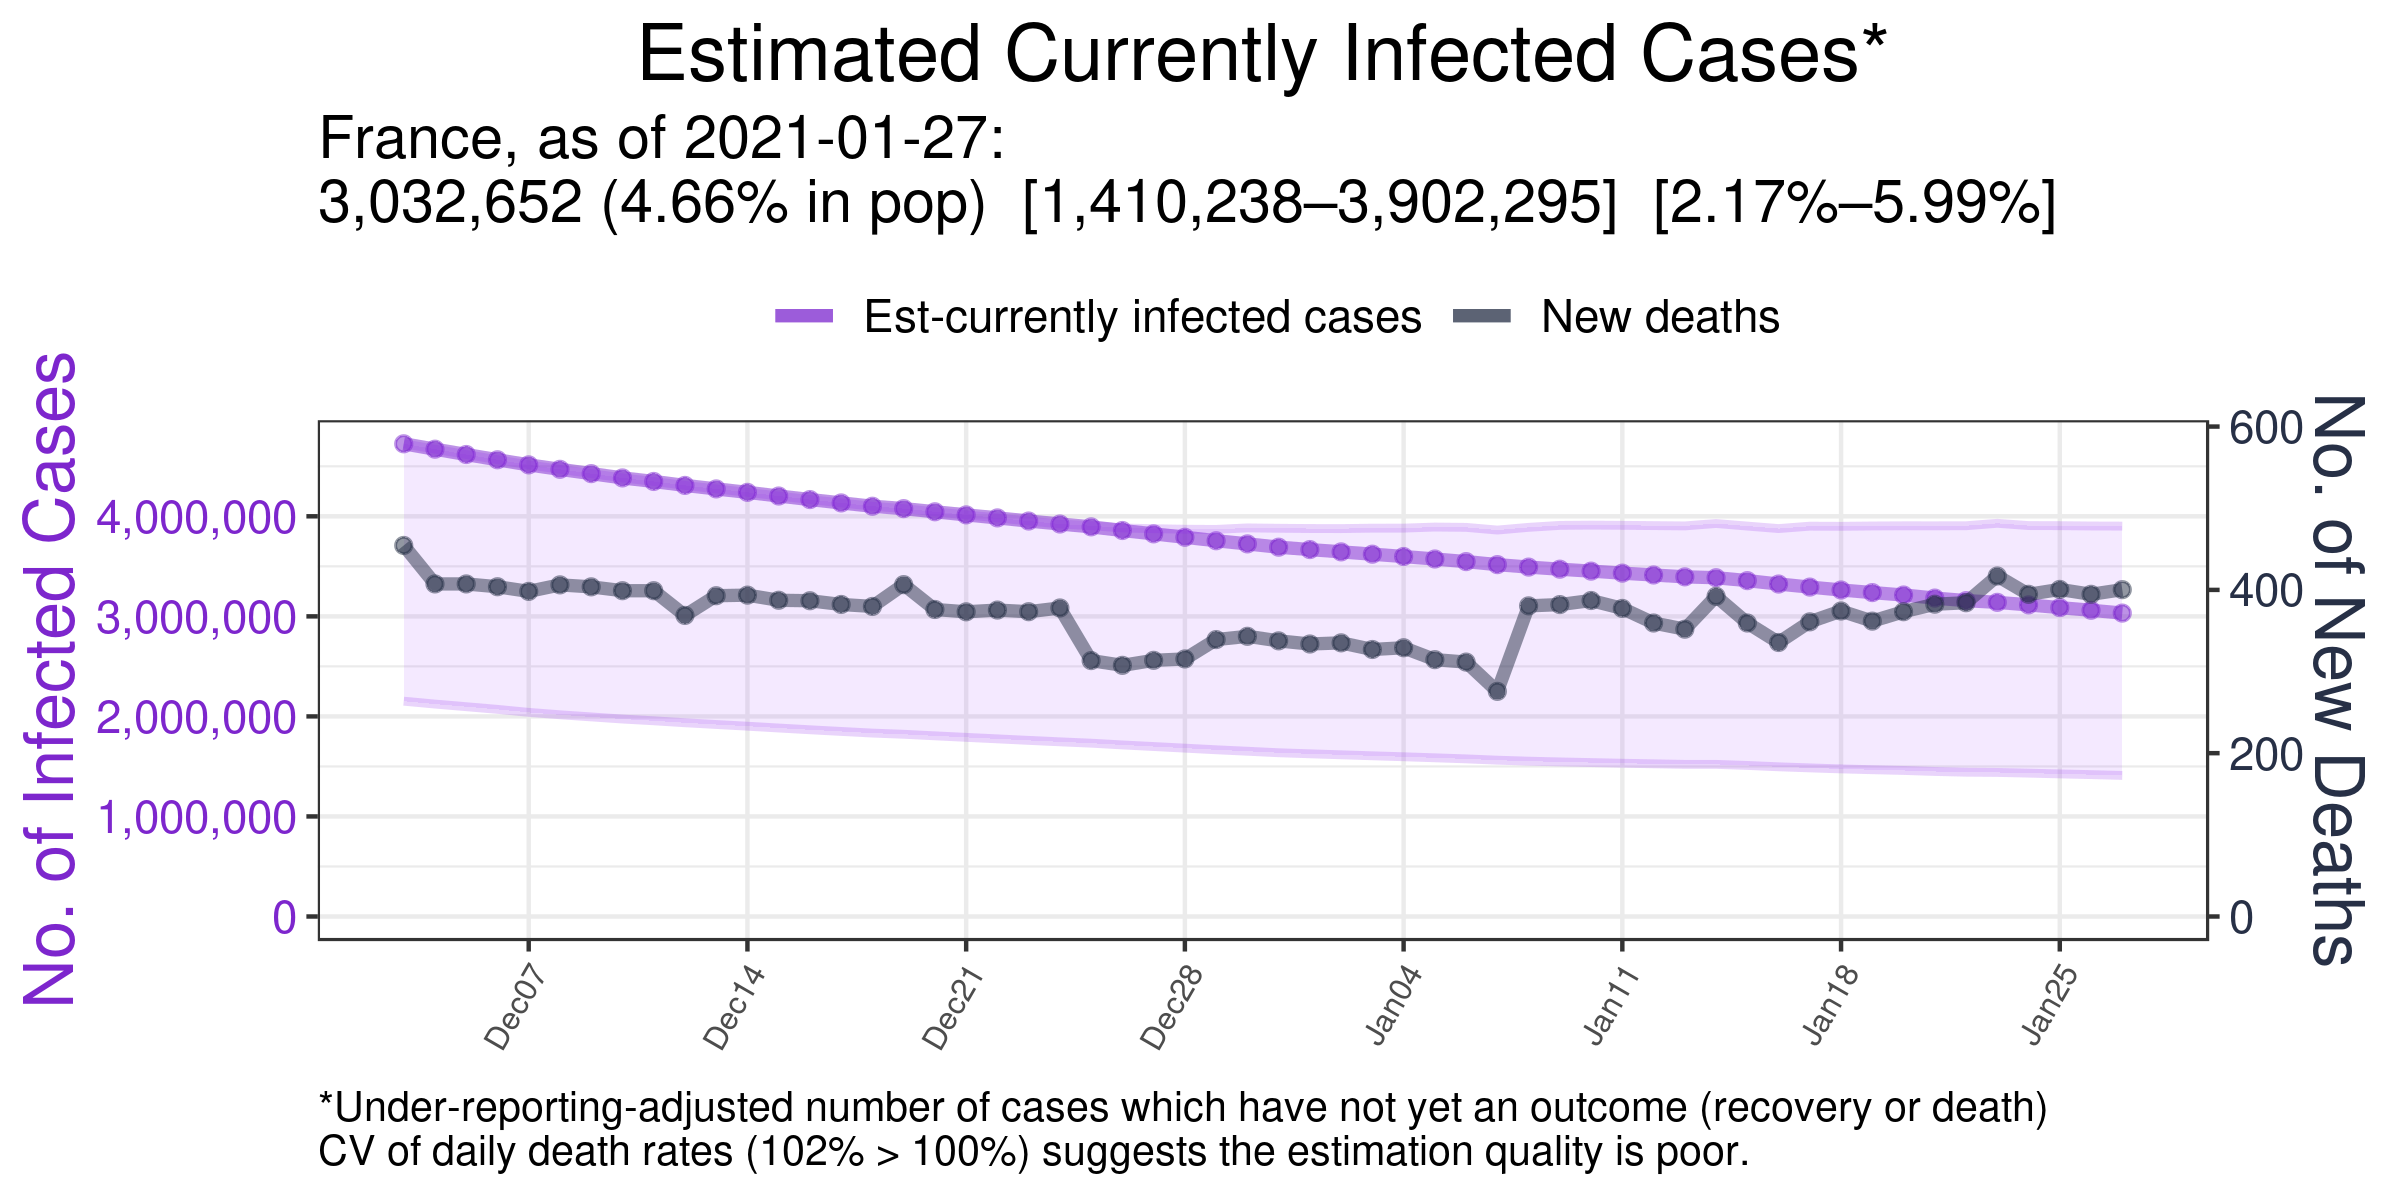 Estimated Currently Infected Cases*
France, as of 2021-01-27:
3,032,652 (4.66% in pop)  [1,410,238–3,902,295]  [2.17%–5.99%]
Est-currently infected cases
New deaths
No. of Infected Cases
4,000,000
3,000,000
2,000,000
1,000,000
0
600
400
200
0
No. of New Deaths
Dec07
Dec14
Dec21
Dec28
Jan04
Jan11
Jan18
Jan25
*Under-reporting-adjusted number of cases which have not yet an outcome (recovery or death)
CV of daily death rates (102% > 100%) suggests the estimation quality is poor.